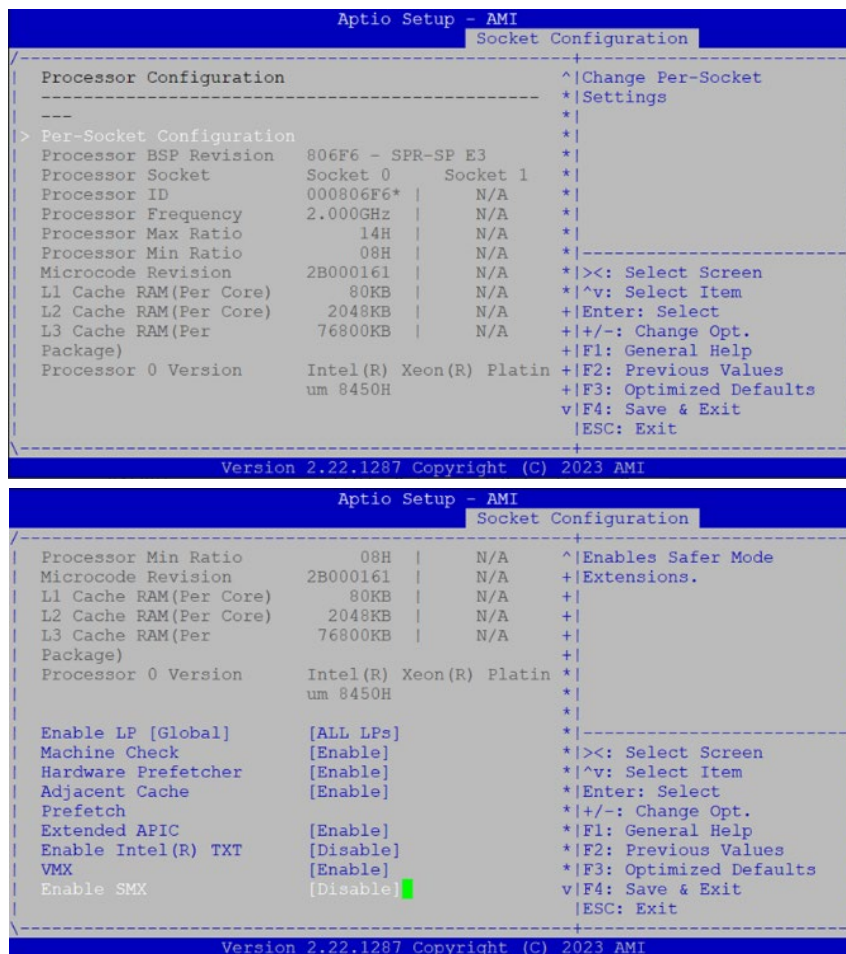 Aptio Setup - AMI
Socket Configuration
Processor Configuration ^|Change Per-Socket
------------------------------------------------- *|Settings
--- *|
> Per-Socket Configuration *|
Processor BSP Revision 806F6 - SPR-SP E3 *|
Processor Socket Socket 0 Socket 1 *|
Processor ID 000806F6* | N/A *|
Processor Frequency 2.000GHz | N/A *|
Processor Max Ratio 14H | N/A *|
Processor Min Ratio 08H | N/A *|
Microcode Revision 2B000161 | N/A *|><: Select Screen
L1 Cache RAM(Per Core) 80KB | N/A *|^v: Select Item
L2 Cache RAM(Per Core) 2048KB | N/A +|Enter: Select
L3 Cache RAM(Per 76800KB | N/A +|+/-: Change Opt.
Package) +|F1: General Help
Processor 0 Version Intel(R) Xeon(R) Platin +|F2: Previous Values
um 8450H +|F3: Optimized Defaults
v|F4: Save & Exit
|ESC: Exit
Version 2.22.1287 Copyright (C) 2023 AMI
Aptio Setup - AMI
Socket Configuration
Processor Min Ratio 08H | N/A ^|Enables Safer Mode
Microcode Revision 2B000161 | N/A +|Extensions.
L1 Cache RAM(Per Core) 80KB | N/A +|
L2 Cache RAM(Per Core) 2048KB | N/A +|
L3 Cache RAM(Per 76800KB | N/A +|
Package) +|
Processor 0 Version Intel(R) Xeon(R) Platin *|
um 8450H *|
*|
Enable LP [Global] [ALL LPs] *|
Machine Check [Enable] *|><: Select Screen
Hardware Prefetcher [Enable] *|^v: Select Item
Adjacent Cache [Enable] *|Enter: Select
Prefetch *|+/-: Change Opt.
Extended APIC [Enable] *|F1: General Help
Enable Intel(R) TXT [Disable] *|F2: Previous Values
VMX [Enable] *|F3: Optimized Defaults
Enable SMX [Disable] v|F4: Save & Exit
|ESC: Exit
Version 2.22.1287 Copyright (C) 2023 AMI